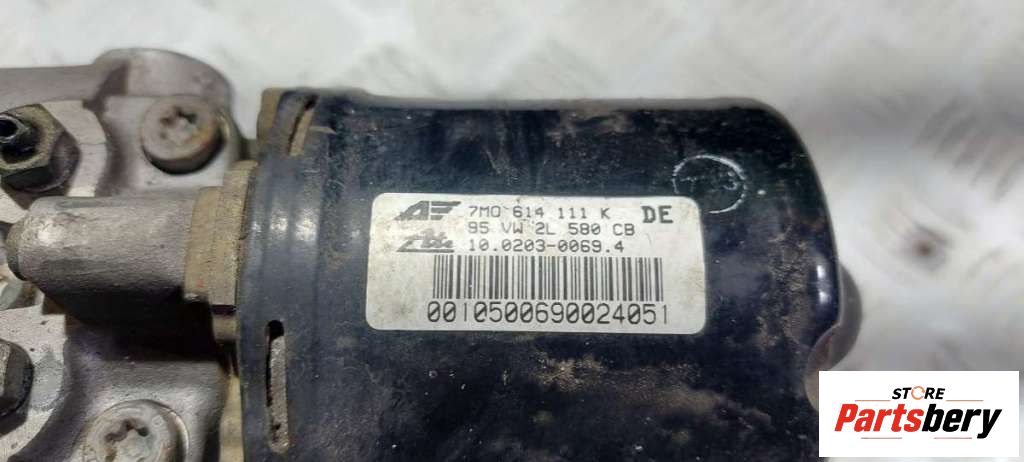 7M0 614 111 K DE
95 VW 2L 580 CB
10.0203-0069.4
0010500690024051
STORE
Partsbery